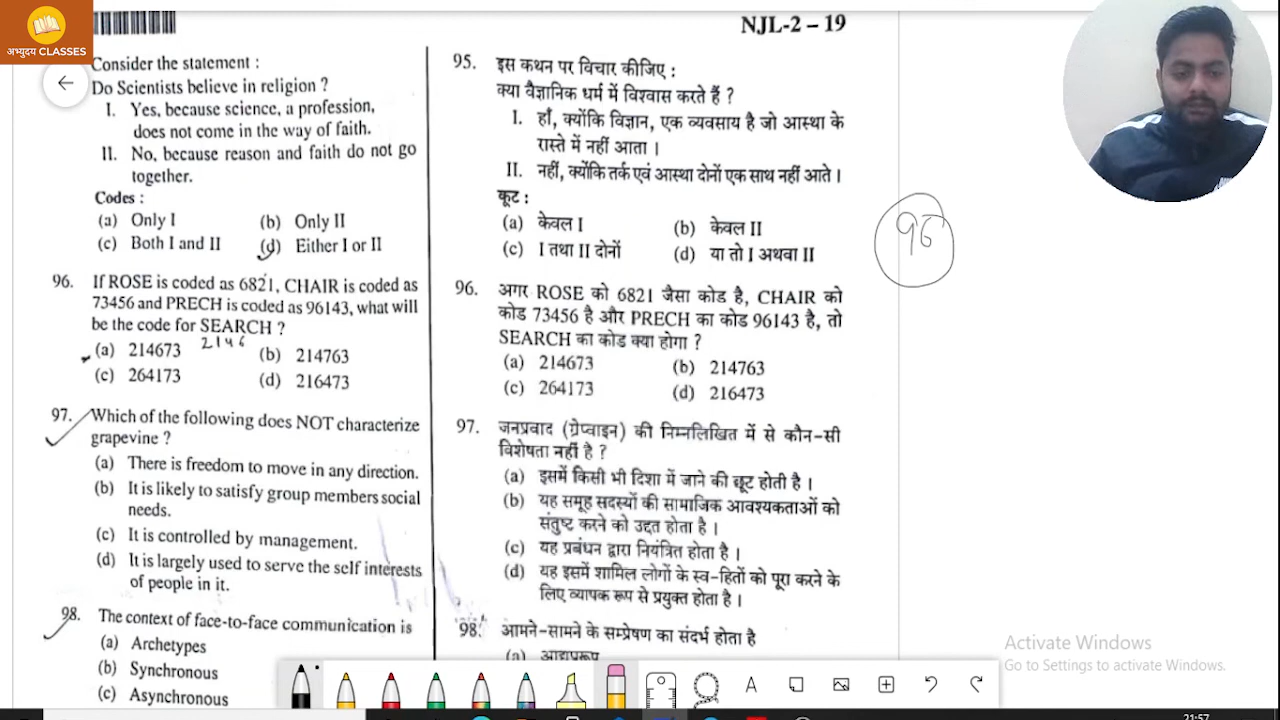 अभ्युदय CLASSES
NJL-2 – 19
Consider the statement :
Do Scientists believe in religion ?
I. Yes, because science, a profession,
does not come in the way of faith.
II. No, because reason and faith do not go
together.
Codes :
(a) Only I (b) Only II
(c) Both I and II (d) Either I or II
96. If ROSE is coded as 6821, CHAIR is coded as
73456 and PRECH is coded as 96143, what will
be the code for SEARCH ?
2146
(a) 214673 (b) 214763
(c) 264173 (d) 216473
97. Which of the following does NOT characterize
grapevine ?
(a) There is freedom to move in any direction.
(b) It is likely to satisfy group members social
needs.
(c) It is controlled by management.
(d) It is largely used to serve the self interests
of people in it.
98. The context of face-to-face communication is
(a) Archetypes
(b) Synchronous
(c) Asynchronous
95. इस कथन पर विचार कीजिए :
क्या वैज्ञानिक धर्म में विश्वास करते हैं ?
I. हाँ, क्योंकि विज्ञान, एक व्यवसाय है जो आस्था के
रास्ते में नहीं आता ।
II. नहीं, क्योंकि तर्क एवं आस्था दोनों एक साथ नहीं आते ।
कूट :
(a) केवल I (b) केवल II
(c) I तथा II दोनों (d) या तो I अथवा II
96. अगर ROSE को 6821 जैसा कोड है, CHAIR को
कोड 73456 है और PRECH का कोड 96143 है, तो
SEARCH का कोड क्या होगा ?
(a) 214673 (b) 214763
(c) 264173 (d) 216473
97. जनप्रवाद (ग्रेप्वाइन) की निम्नलिखित में से कौन-सी
विशेषता नहीं है ?
(a) इसमें किसी भी दिशा में जाने की छूट होती है ।
(b) यह समूह सदस्यों की सामाजिक आवश्यकताओं को
संतुष्ट करने को उद्दत होता है ।
(c) यह प्रबंधन द्वारा नियंत्रित होता है ।
(d) यह इसमें शामिल लोगों के स्व-हितों को पूरा करने के
लिए व्यापक रूप से प्रयुक्त होता है ।
98. आमने-सामने के सम्प्रेषण का संदर्भ होता है
(a) आद्यप्ररूप
Activate Windows
Go to Settings to activate Windows.
21:57